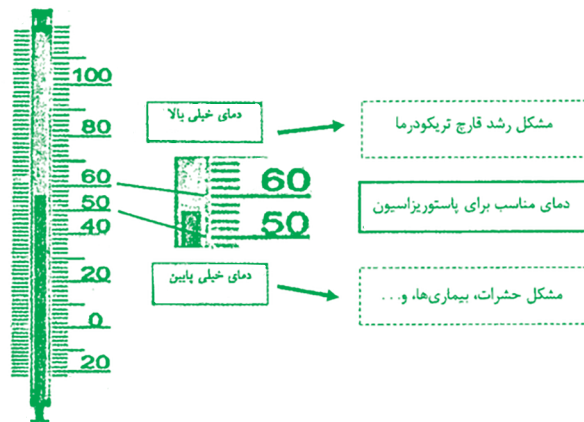 100
80
60
50
40
20
0
20
دمای خیلی بالا
مشکل رشد قارچ تریکودرما
60
50
دمای مناسب برای پاستوریزاسیون
دمای خیلی پایین
مشکل حشرات، بیماری‌ها، و...